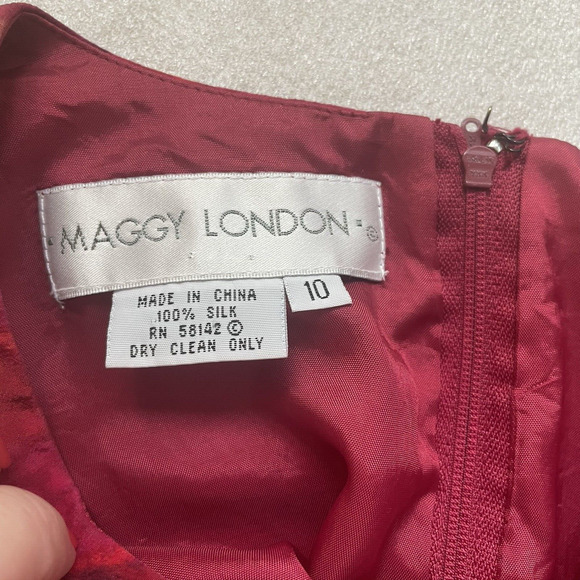 MAGGY LONDON ©
10
MADE IN CHINA
100% SILK
RN 58142 ©
DRY CLEAN ONLY